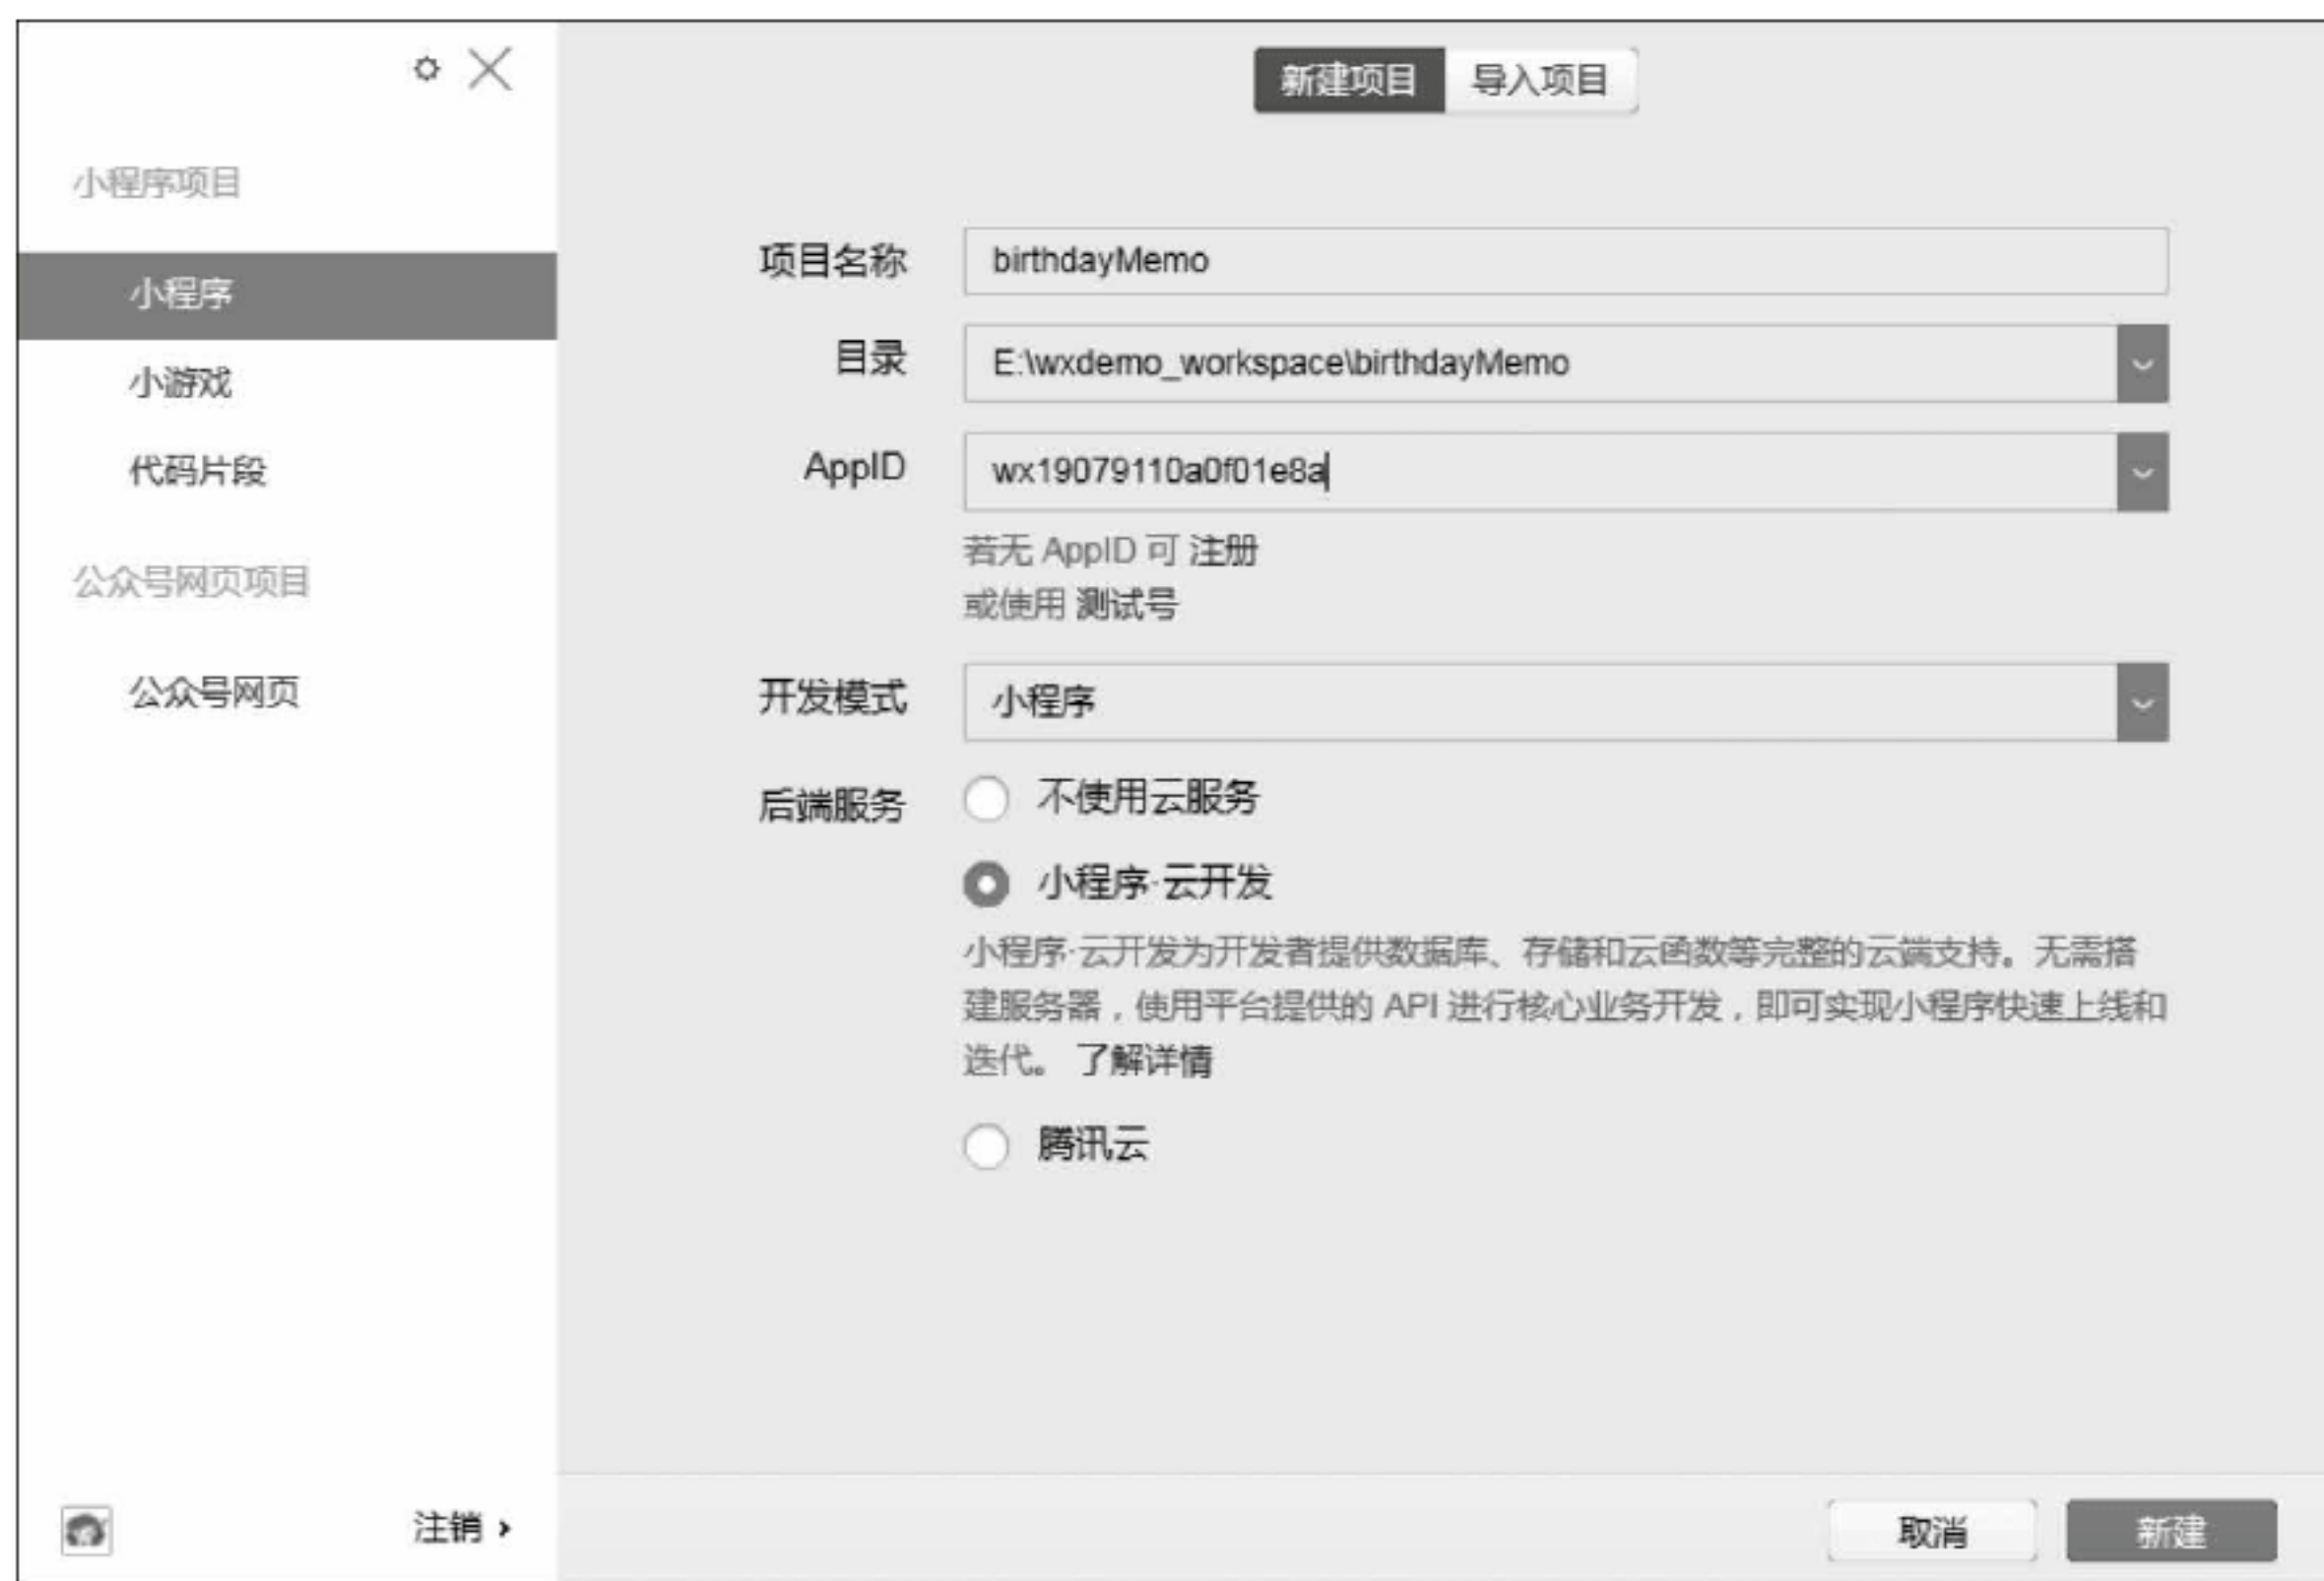 小程序项目
小程序
小游戏
代码片段
公众号网页项目
公众号网页
注销 ›
新建项目 导入项目
项目名称 birthdayMemo
目录 E:\wxdemo_workspace\birthdayMemo
AppID wx19079110a0f01e8a
若无 AppID 可 注册
或使用 测试号
开发模式 小程序
后端服务 不使用云服务
小程序·云开发
小程序·云开发为开发者提供数据库、存储和云函数等完整的云端支持。无需搭
建服务器，使用平台提供的 API 进行核心业务开发，即可实现小程序快速上线和
迭代。 了解详情
腾讯云
取消 新建